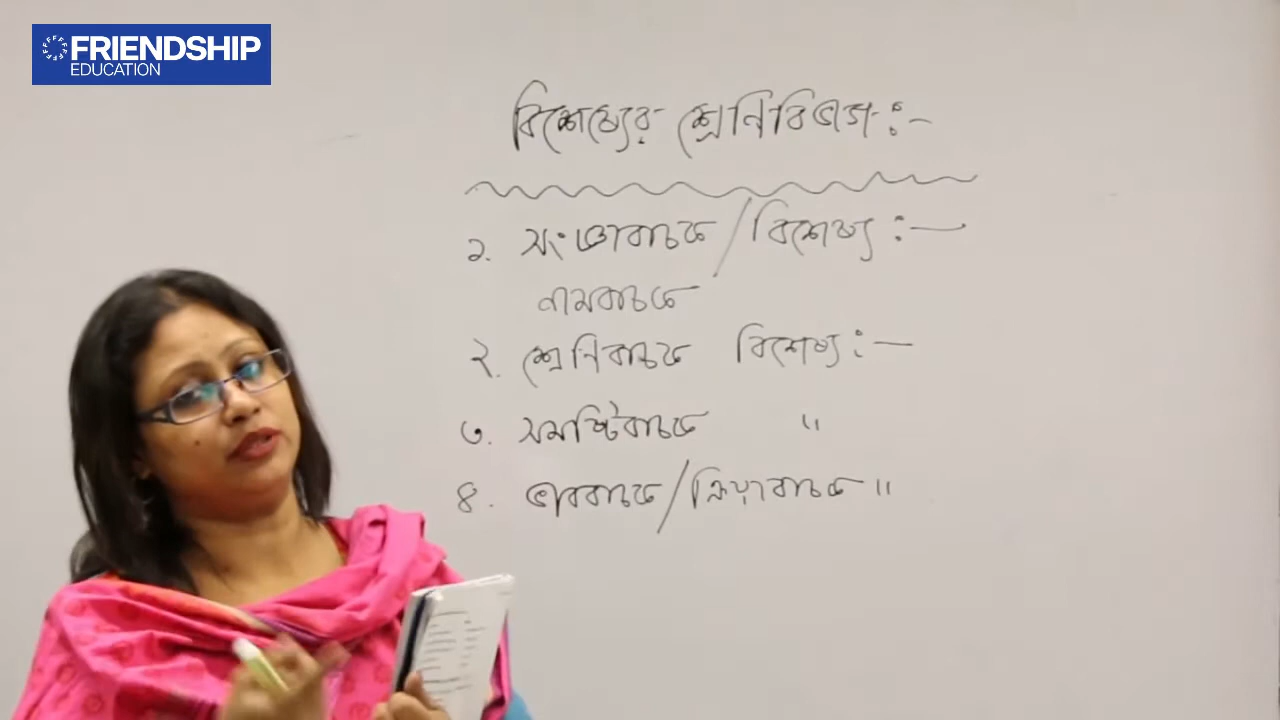 FRIENDSHIP
EDUCATION
বিশেষ্যের শ্রেণিবিভাগ :-
১. সংজ্ঞাবাচক / বিশেষ্য :—
নামবাচক
২. শ্রেণিবাচক বিশেষ্য :—
৩. সমষ্টিবাচক "
৪. ভাববাচক / ক্রিয়াবাচক "